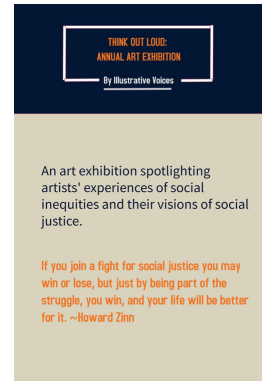 THINK OUT LOUD:
ANNUAL ART EXHIBITION
By Illustrative Voices
An art exhibition spotlighting
artists' experiences of social
inequities and their visions of social
justice.
If you join a fight for social justice you may
win or lose, but just by being part of the
struggle, you win, and your life will be better
for it. ~Howard Zinn